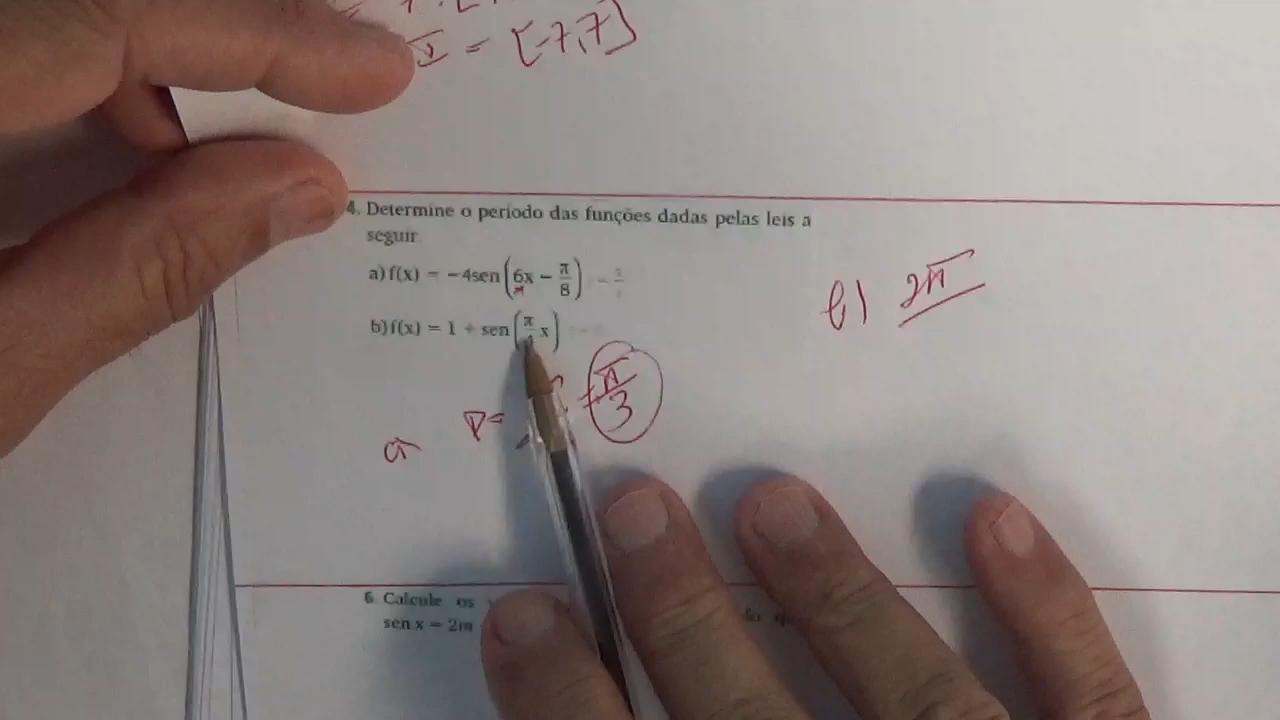 = [-7,7]
4. Determine o período das funções dadas pelas leis a
seguir
a) f(x) = -4sen(6x - π/8)
b) f(x) = 1 + sen(π/4 x)
b) 2π
a) P= = π/3
6. Calcule os
sen x = 2m